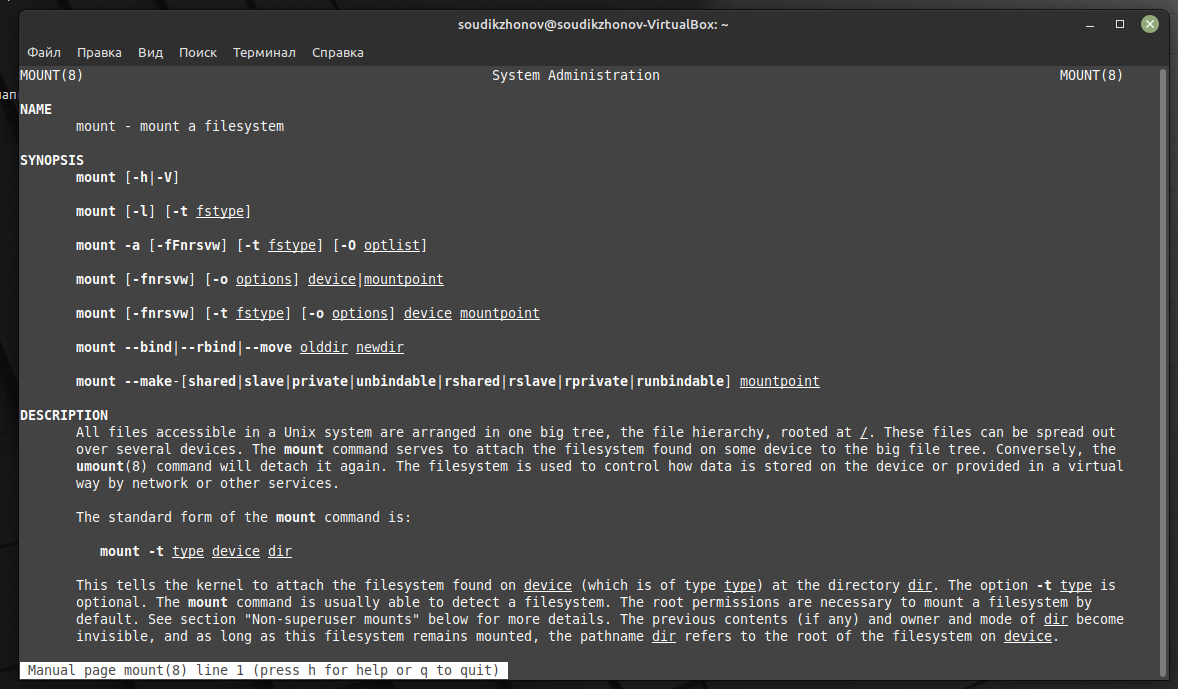 soudikzhonov@soudikzhonov-VirtualBox: ~
Файл Правка Вид Поиск Терминал Справка
MOUNT(8) System Administration MOUNT(8)
NAME
mount - mount a filesystem
SYNOPSIS
mount [-h|-V]
mount [-l] [-t fstype]
mount -a [-fFnrsvw] [-t fstype] [-O optlist]
mount [-fnrsvw] [-o options] device|mountpoint
mount [-fnrsvw] [-t fstype] [-o options] device mountpoint
mount --bind|--rbind|--move olddir newdir
mount --make-[shared|slave|private|unbindable|rshared|rslave|rprivate|runbindable] mountpoint
DESCRIPTION
All files accessible in a Unix system are arranged in one big tree, the file hierarchy, rooted at /. These files can be spread out
over several devices. The mount command serves to attach the filesystem found on some device to the big file tree. Conversely, the
umount(8) command will detach it again. The filesystem is used to control how data is stored on the device or provided in a virtual
way by network or other services.
The standard form of the mount command is:
mount -t type device dir
This tells the kernel to attach the filesystem found on device (which is of type type) at the directory dir. The option -t type is
optional. The mount command is usually able to detect a filesystem. The root permissions are necessary to mount a filesystem by
default. See section "Non-superuser mounts" below for more details. The previous contents (if any) and owner and mode of dir become
invisible, and as long as this filesystem remains mounted, the pathname dir refers to the root of the filesystem on device.
Manual page mount(8) line 1 (press h for help or q to quit)